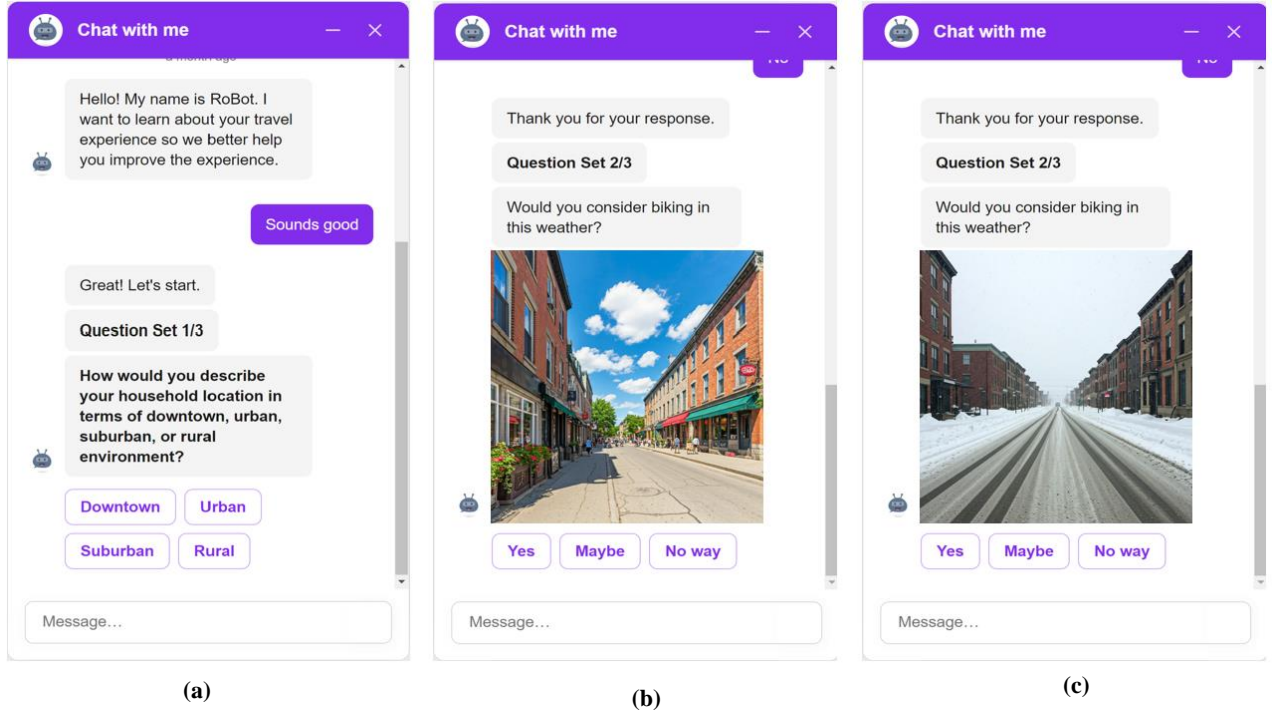 Chat with me
a month ago
Hello! My name is RoBot. I
want to learn about your travel
experience so we better help
you improve the experience.
Sounds good
Great! Let's start.
Question Set 1/3
How would you describe
your household location in
terms of downtown, urban,
suburban, or rural
environment?
Downtown
Urban
Suburban
Rural
Message...
(a)
Chat with me
No
Thank you for your response.
Question Set 2/3
Would you consider biking in
this weather?
Yes
Maybe
No way
Message...
(b)
Chat with me
No
Thank you for your response.
Question Set 2/3
Would you consider biking in
this weather?
Yes
Maybe
No way
Message...
(c)